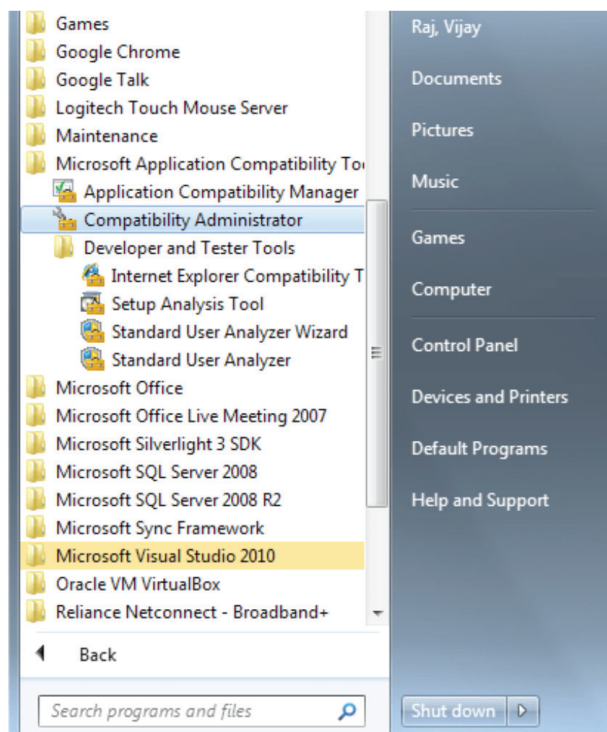 Games
Google Chrome
Google Talk
Logitech Touch Mouse Server
Maintenance
Microsoft Application Compatibility Too
Application Compatibility Manager
Compatibility Administrator
Developer and Tester Tools
Internet Explorer Compatibility T
Setup Analysis Tool
Standard User Analyzer Wizard
Standard User Analyzer
Microsoft Office
Microsoft Office Live Meeting 2007
Microsoft Silverlight 3 SDK
Microsoft SQL Server 2008
Microsoft SQL Server 2008 R2
Microsoft Sync Framework
Microsoft Visual Studio 2010
Oracle VM VirtualBox
Reliance Netconnect - Broadband+
Back
Search programs and files
Raj, Vijay
Documents
Pictures
Music
Games
Computer
Control Panel
Devices and Printers
Default Programs
Help and Support
Shut down